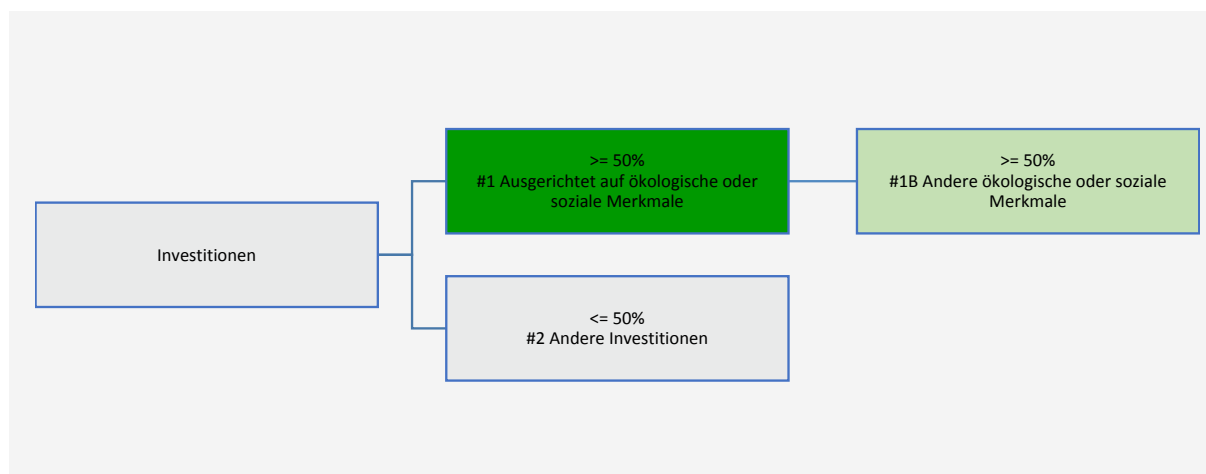 Investitionen
>= 50%
#1 Ausgerichtet auf ökologische oder
soziale Merkmale
>= 50%
#1B Andere ökologische oder soziale
Merkmale
<= 50%
#2 Andere Investitionen